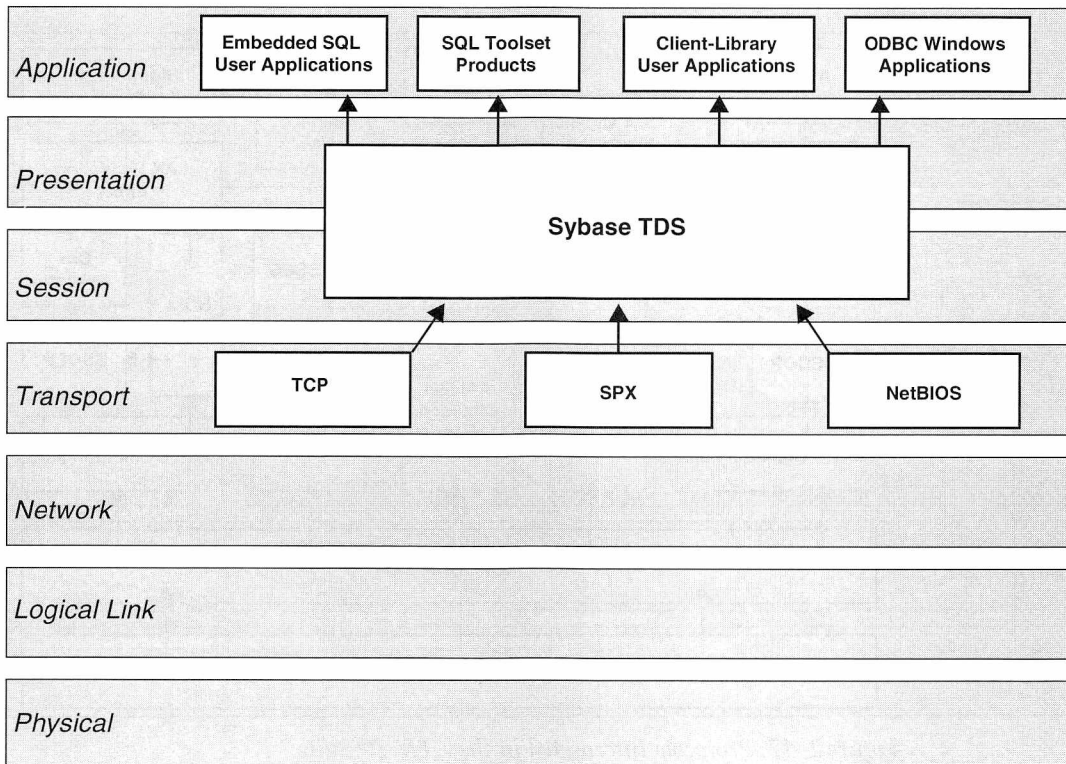 Application
Embedded SQL
User Applications
SQL Toolset
Products
Client-Library
User Applications
ODBC Windows
Applications
Presentation
Sybase TDS
Session
Transport
TCP
SPX
NetBIOS
Network
Logical Link
Physical